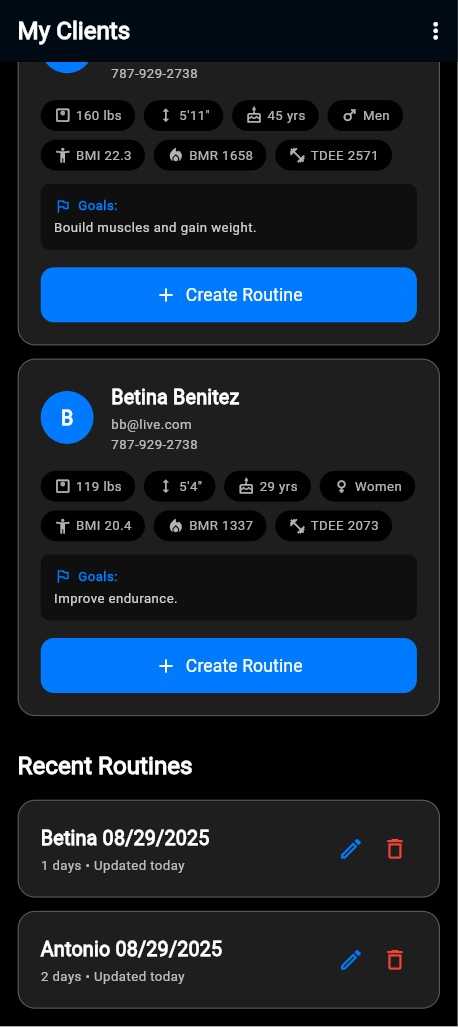 My Clients
787-929-2738
160 lbs 5'11" 45 yrs Men
BMI 22.3 BMR 1658 TDEE 2571
Goals:
Bouild muscles and gain weight.
+ Create Routine
B
Betina Benitez
bb@live.com
787-929-2738
119 lbs 5'4" 29 yrs Women
BMI 20.4 BMR 1337 TDEE 2073
Goals:
Improve endurance.
+ Create Routine
Recent Routines
Betina 08/29/2025
1 days • Updated today
Antonio 08/29/2025
2 days • Updated today